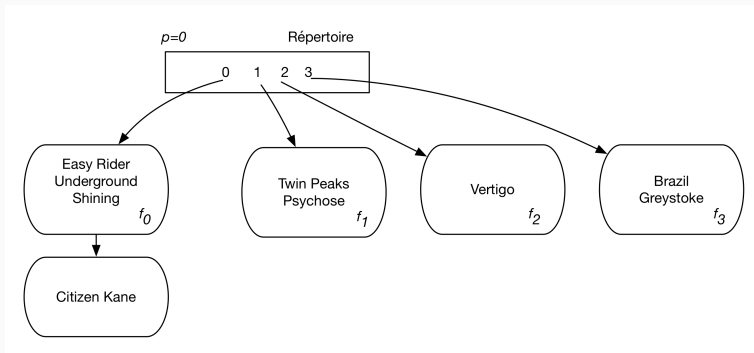 p=0 Répertoire
0 1 2 3
Easy Rider
Underground
Shining
f0
Twin Peaks
Psychose
f1
Vertigo
f2
Brazil
Greystoke
f3
Citizen Kane